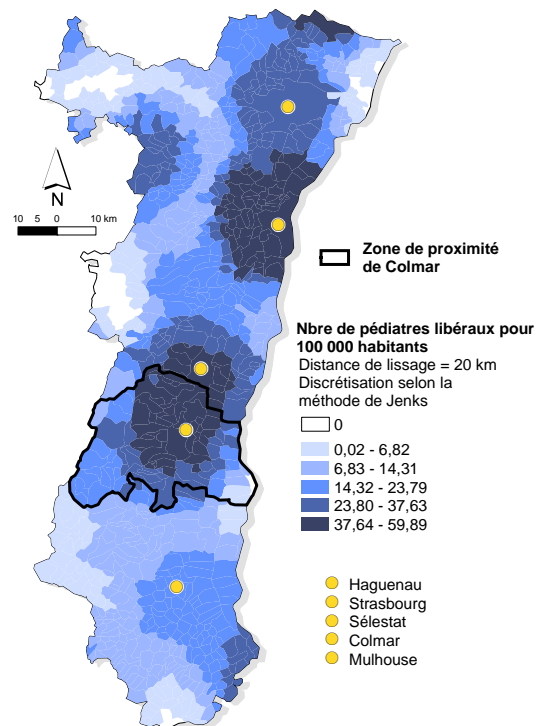 N
10 5 0 10 km
Zone de proximité
de Colmar
Nbre de pédiatres libéraux pour
100 000 habitants
Distance de lissage = 20 km
Discrétisation selon la
méthode de Jenks
0
0,02 - 6,82
6,83 - 14,31
14,32 - 23,79
23,80 - 37,63
37,64 - 59,89
Haguenau
Strasbourg
Sélestat
Colmar
Mulhouse